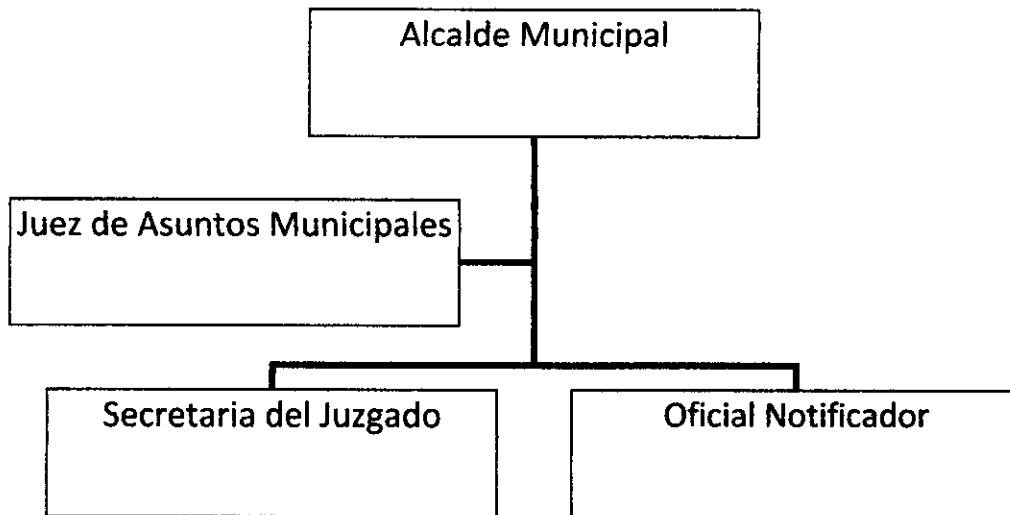 Alcalde Municipal
Juez de Asuntos Municipales
Secretaria del Juzgado
Oficial Notificador